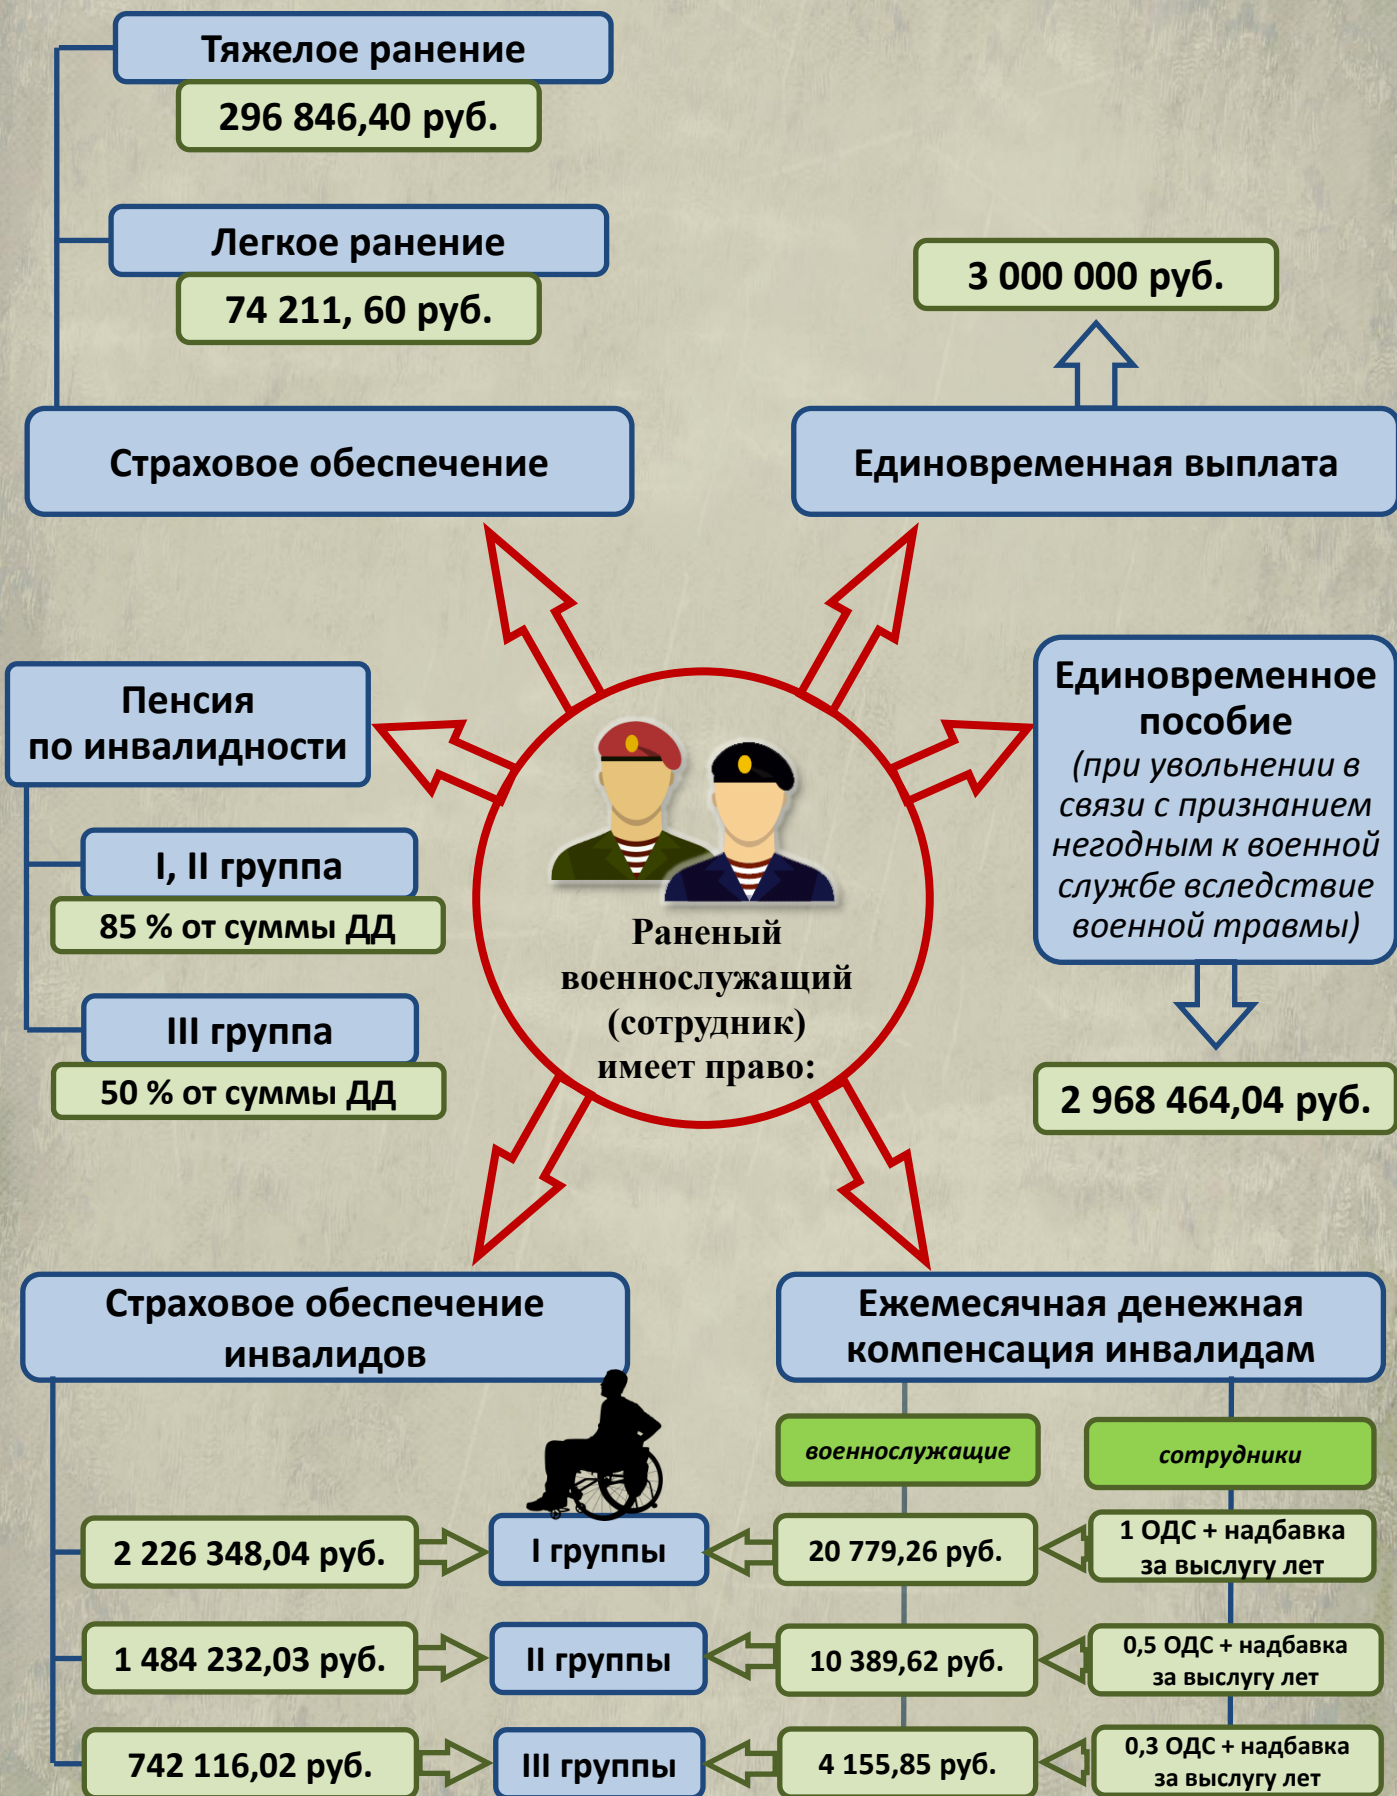 Тяжелое ранение
296 846,40 руб.
Легкое ранение
74 211, 60 руб.
Страховое обеспечение
3 000 000 руб.
Единовременная выплата
Пенсия
по инвалидности
I, II группа
85 % от суммы ДД
III группа
50 % от суммы ДД
Единовременное
пособие
(при увольнении в
связи с признанием
негодным к военной
службе вследствие
военной травмы)
2 968 464,04 руб.
Раненый
военнослужащий
(сотрудник)
имеет право:
Страховое обеспечение
инвалидов
Ежемесячная денежная
компенсация инвалидам
военнослужащие
сотрудники
2 226 348,04 руб.
I группы
20 779,26 руб.
1 ОДС + надбавка
за выслугу лет
1 484 232,03 руб.
II группы
10 389,62 руб.
0,5 ОДС + надбавка
за выслугу лет
742 116,02 руб.
III группы
4 155,85 руб.
0,3 ОДС + надбавка
за выслугу лет